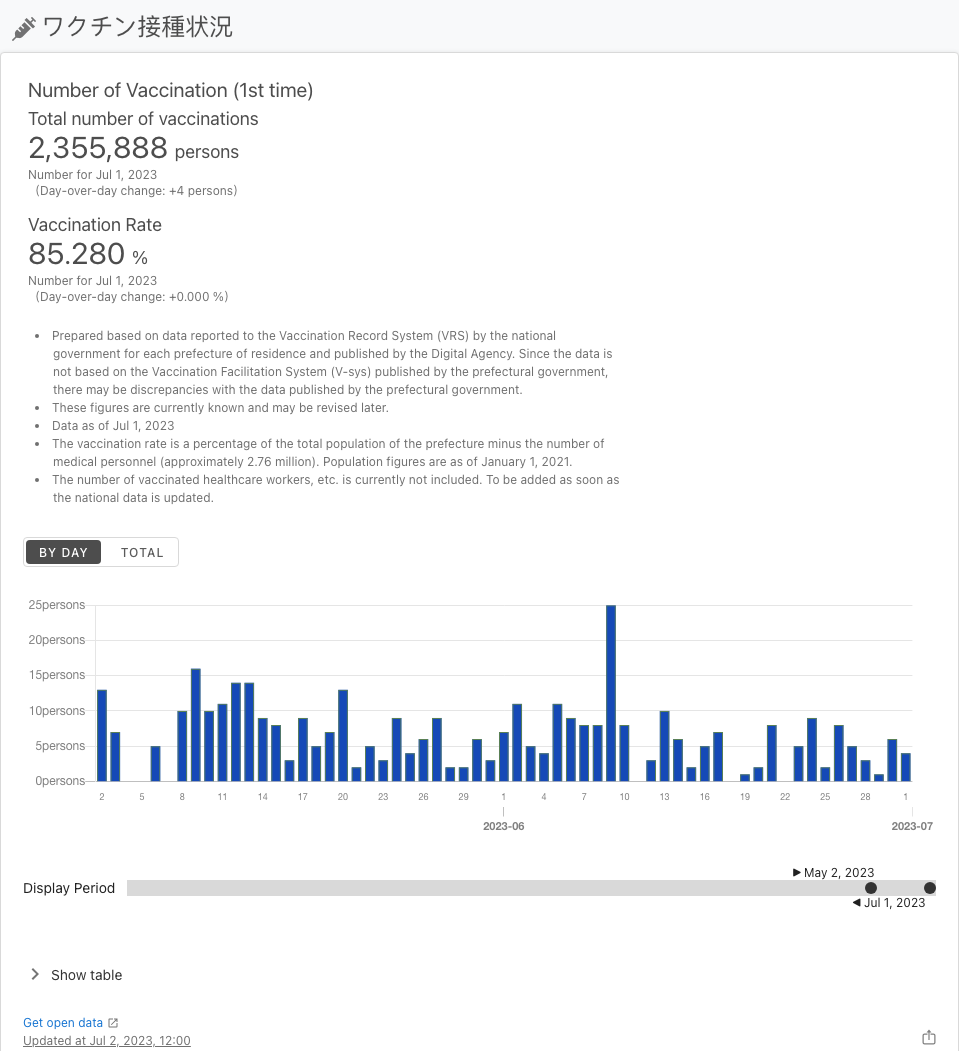 ワクチン接種状況
Number of Vaccination (1st time)
Total number of vaccinations
2,355,888 persons
Number for Jul 1, 2023
(Day-over-day change: +4 persons)
Vaccination Rate
85.280 %
Number for Jul 1, 2023
(Day-over-day change: +0.000 %)
• Prepared based on data reported to the Vaccination Record System (VRS) by the national
government for each prefecture of residence and published by the Digital Agency. Since the data is
not based on the Vaccination Facilitation System (V-sys) published by the prefectural government,
there may be discrepancies with the data published by the prefectural government.
• These figures are currently known and may be revised later.
• Data as of Jul 1, 2023
• The vaccination rate is a percentage of the total population of the prefecture minus the number of
medical personnel (approximately 2.76 million). Population figures are as of January 1, 2021.
• The number of vaccinated healthcare workers, etc. is currently not included. To be added as soon as
the national data is updated.
BY DAY TOTAL
25persons
20persons
15persons
10persons
5persons
0persons
2 5 8 11 14 17 20 23 26 29 1 4 7 10 13 16 19 22 25 28 1
2023-06 2023-07
May 2, 2023
Display Period
Jul 1, 2023
Show table
Get open data
Updated at Jul 2, 2023, 12:00